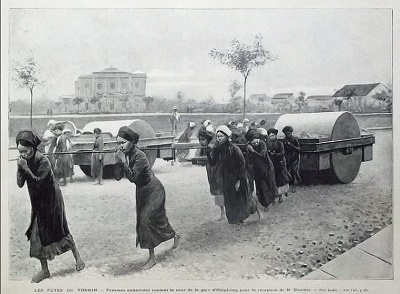 LES FÊTES DU TONKIN. — Femmes annamites roulant la cour de la gare d'Haïphong pour la réception de M. Doumer.